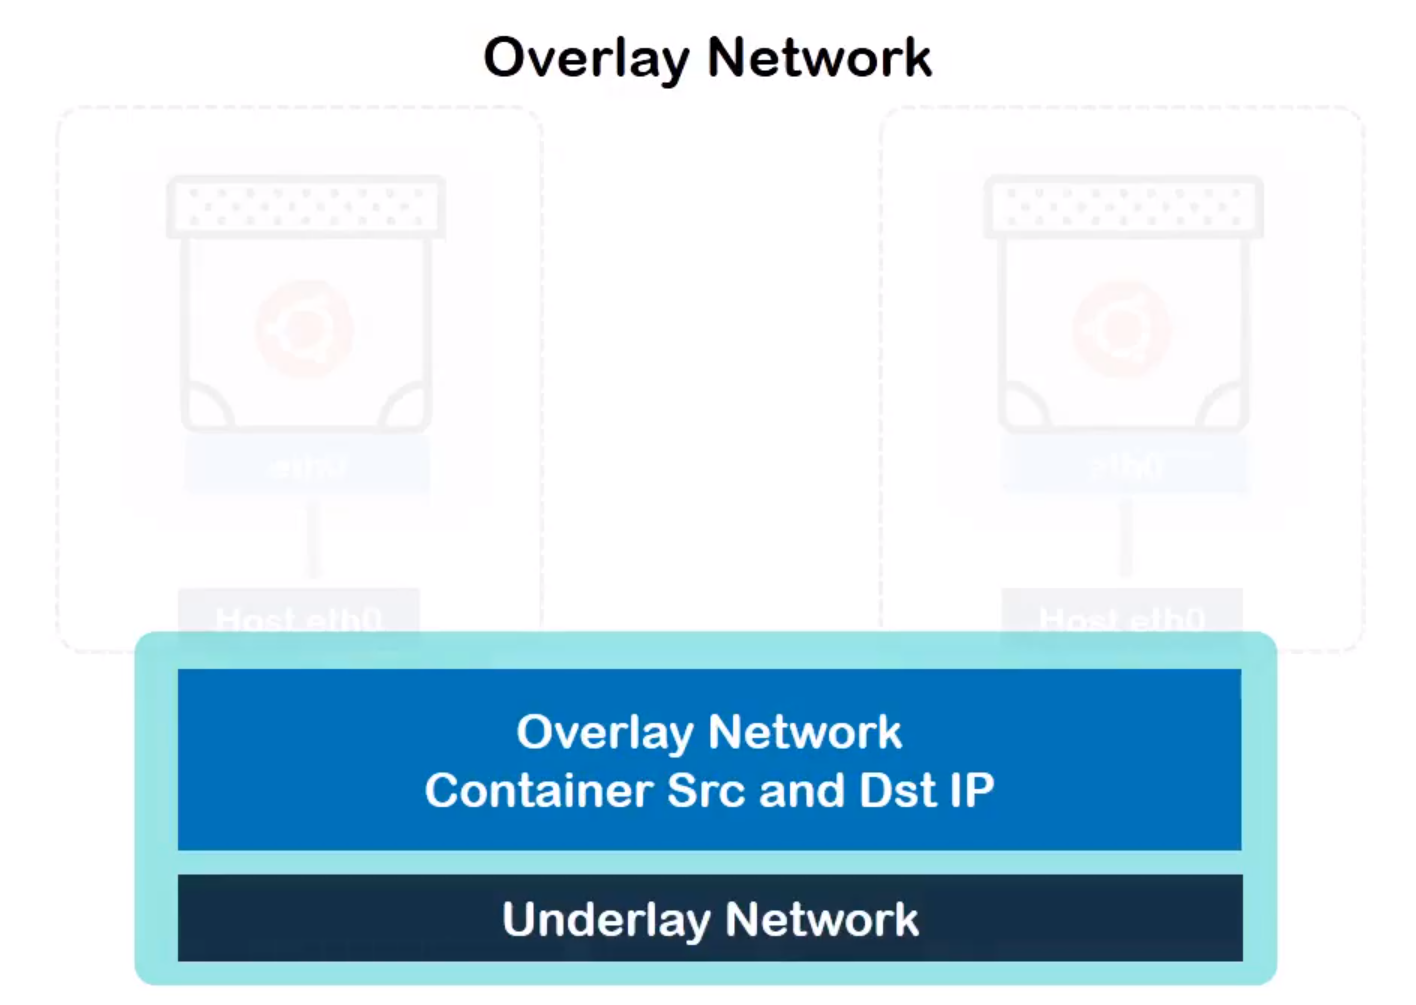 Overlay Network
eth0
eth0
Host eth0
Host eth0
Overlay Network
Container Src and Dst IP
Underlay Network